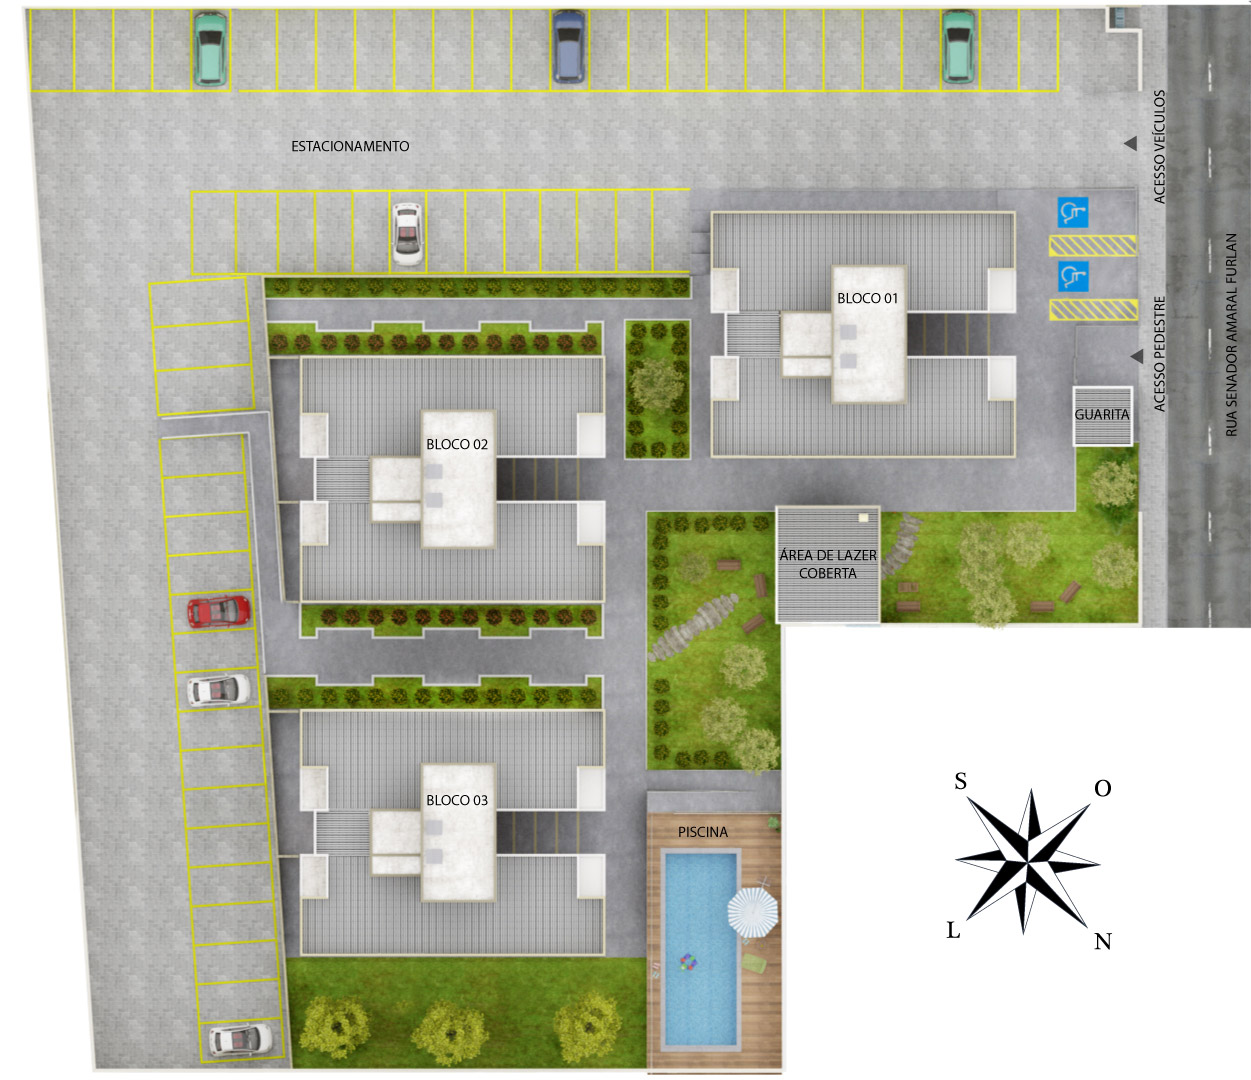 ESTACIONAMENTO
ACESSO VEÍCULOS
BLOCO 01
ACESSO PEDESTRE
RUA SENADOR AMARAL FURLAN
GUARITA
BLOCO 02
ÁREA DE LAZER
COBERTA
BLOCO 03
PISCINA
S
O
L
N